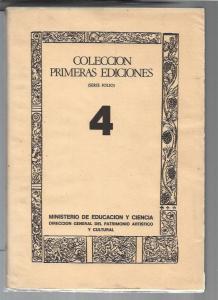 COLECCION
PRIMERAS EDICIONES
(SERIE FOLIO)
4
MINISTERIO DE EDUCACION Y CIENCIA
DIRECCION GENERAL DEL PATRIMONIO ARTISTICO
Y CULTURAL